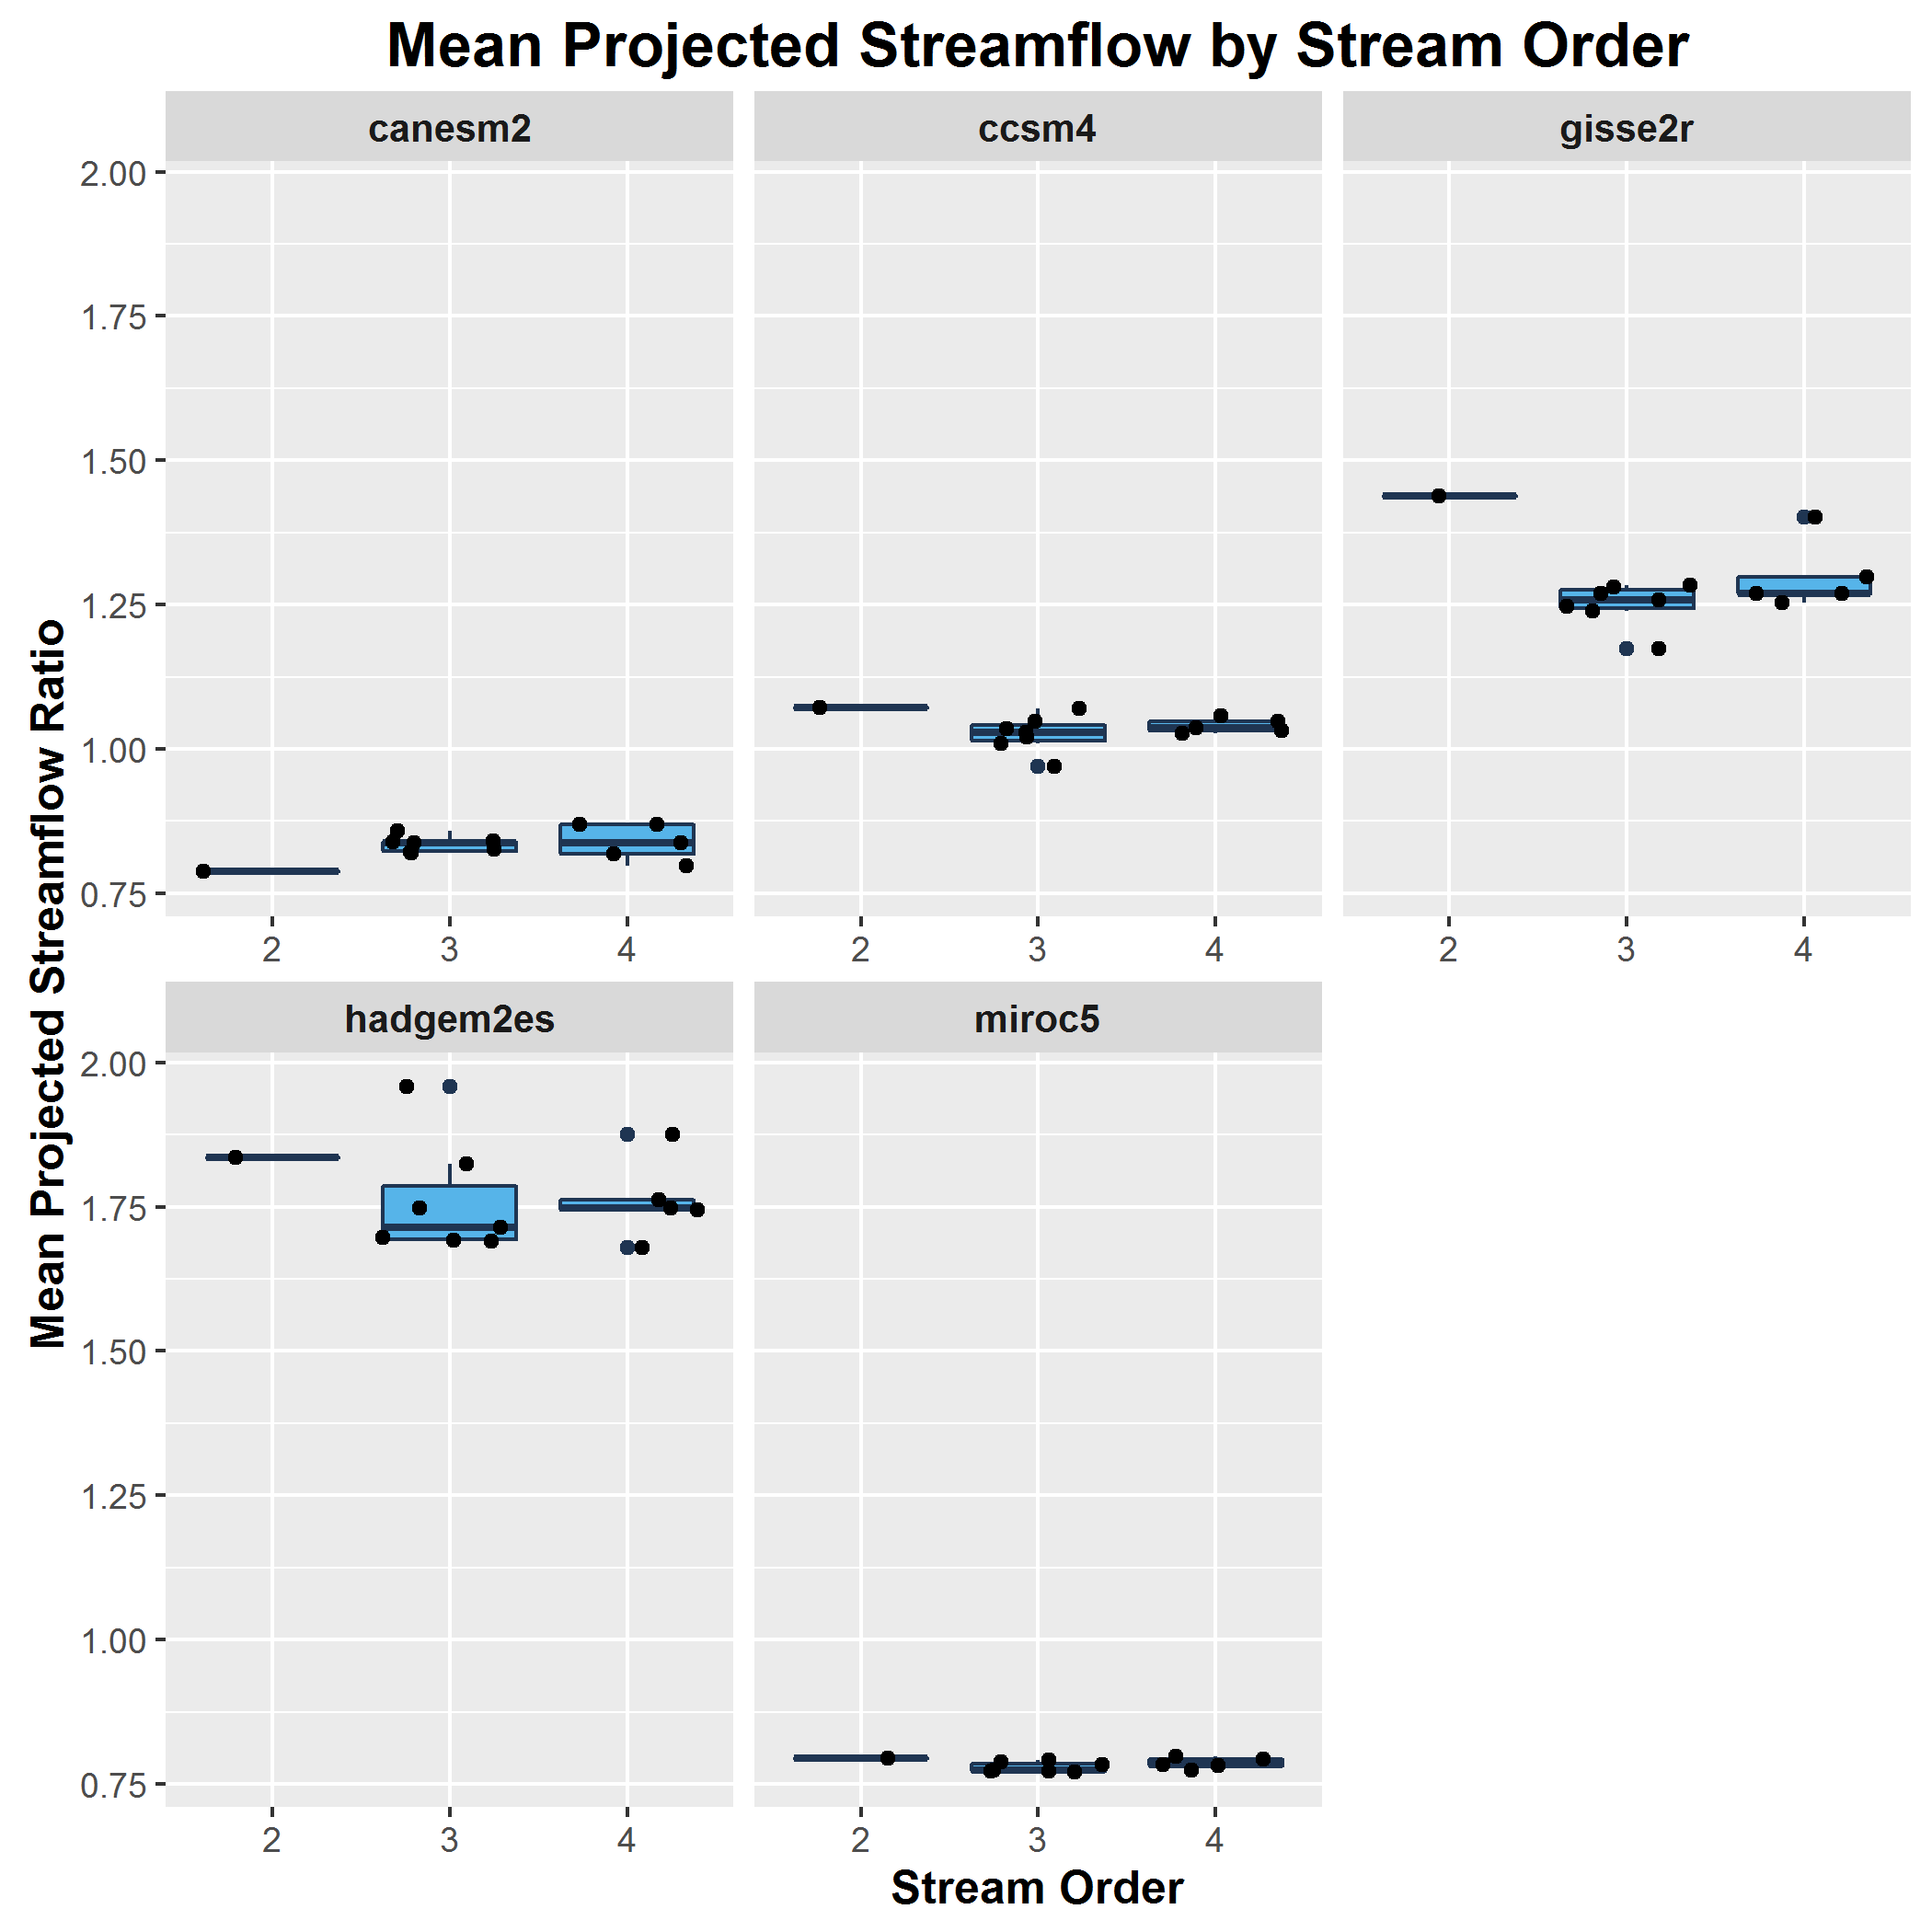 Mean Projected Streamflow by Stream Order
canesm2
ccsm4
gisse2r
2.00
1.75
1.50
1.25
1.00
0.75
2 3 4
2 3 4
2 3 4
hadgem2es
miroc5
2.00
1.75
1.50
1.25
1.00
0.75
2 3 4
2 3 4
Mean Projected Streamflow Ratio
Stream Order